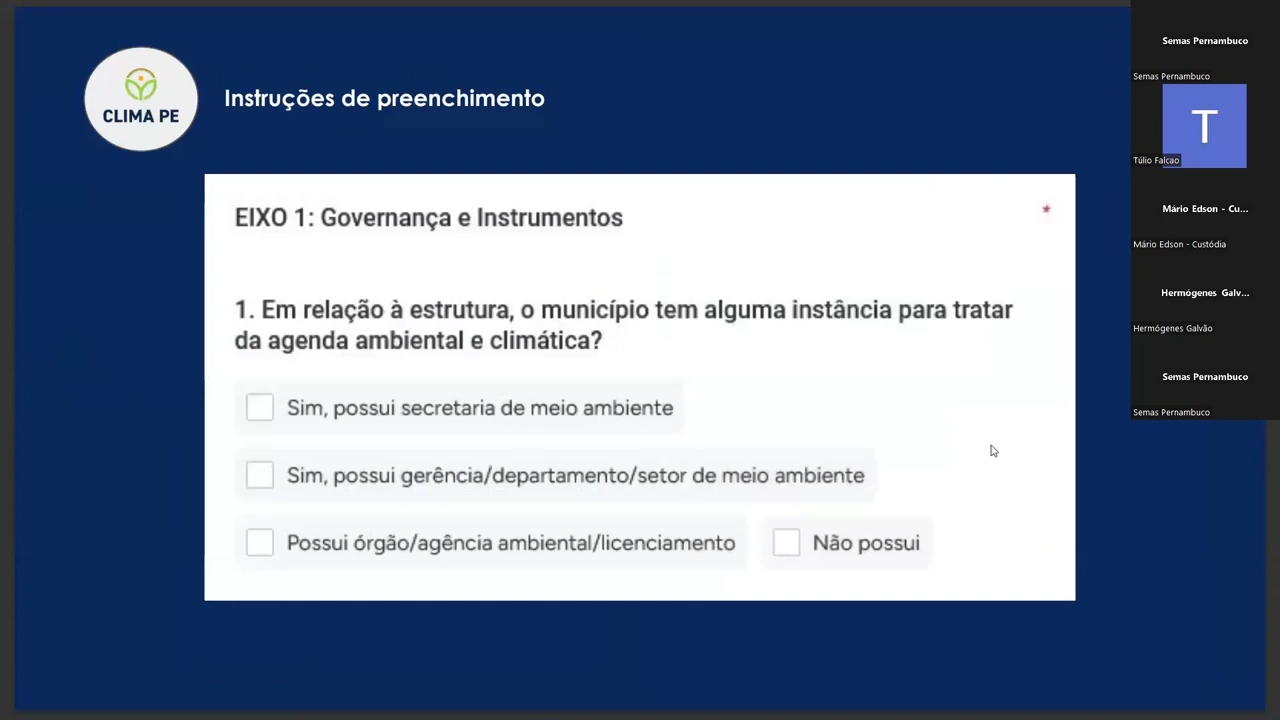 CLIMA PE
Instruções de preenchimento
EIXO 1: Governança e Instrumentos
*
1. Em relação à estrutura, o município tem alguma instância para tratar
da agenda ambiental e climática?
Sim, possui secretaria de meio ambiente
Sim, possui gerência/departamento/setor de meio ambiente
Possui órgão/agência ambiental/licenciamento
Não possui
Semas Pernambuco
Semas Pernambuco
T
Túlio Falcao
Mário Edson - Cu...
Mário Edson - Custódia
Hermógenes Galv...
Hermógenes Galvão
Semas Pernambuco
Semas Pernambuco